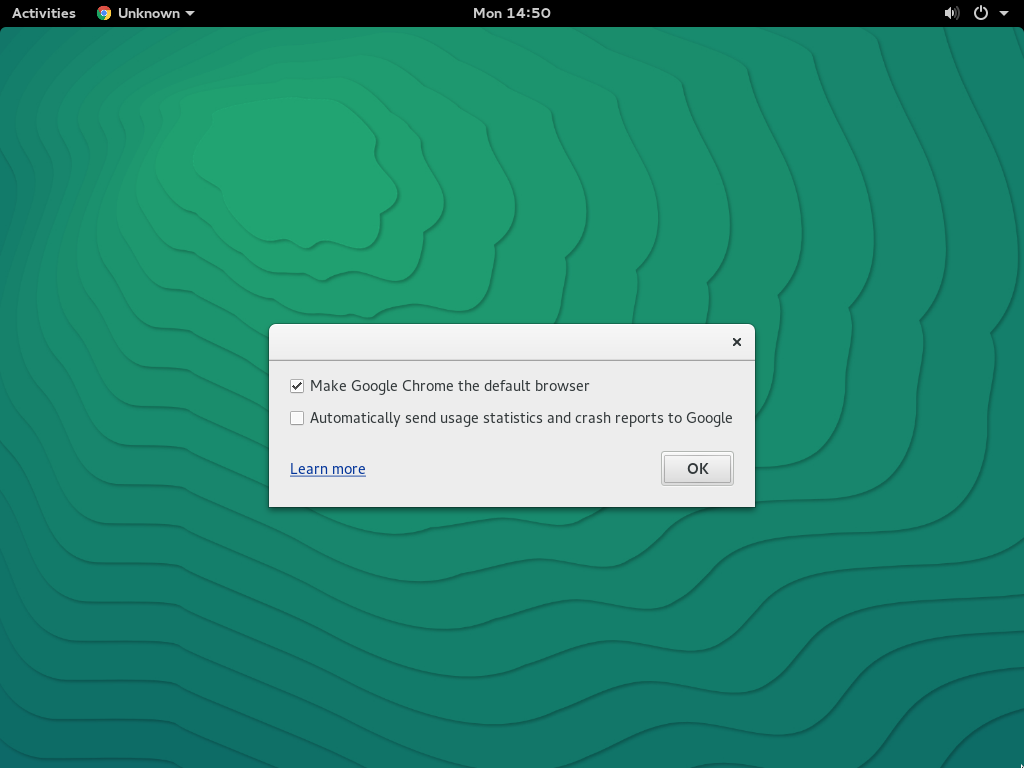 Activities Unknown Mon 14:50
Make Google Chrome the default browser
Automatically send usage statistics and crash reports to Google
Learn more OK